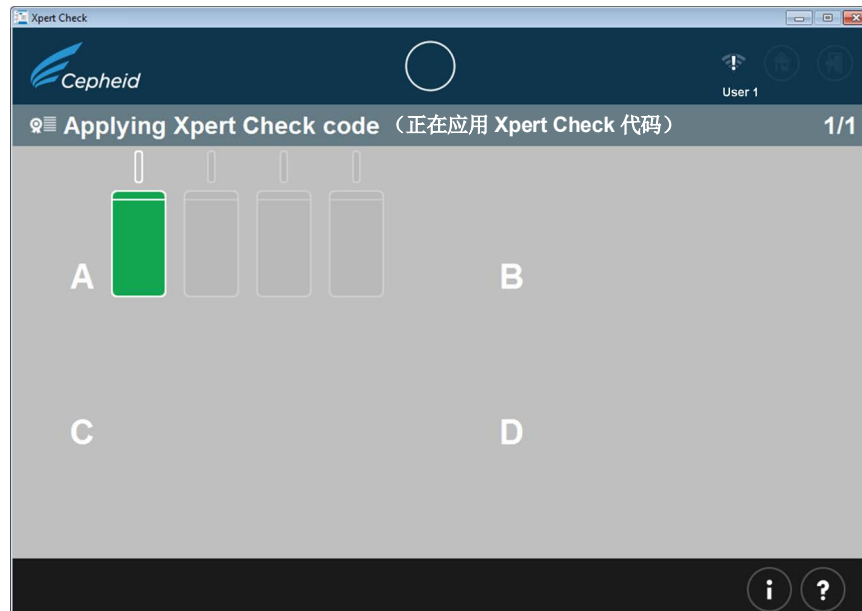 Xpert Check
Cepheid
User 1
Applying Xpert Check code （正在应用 Xpert Check 代码） 1/1
A B
C D
i ?